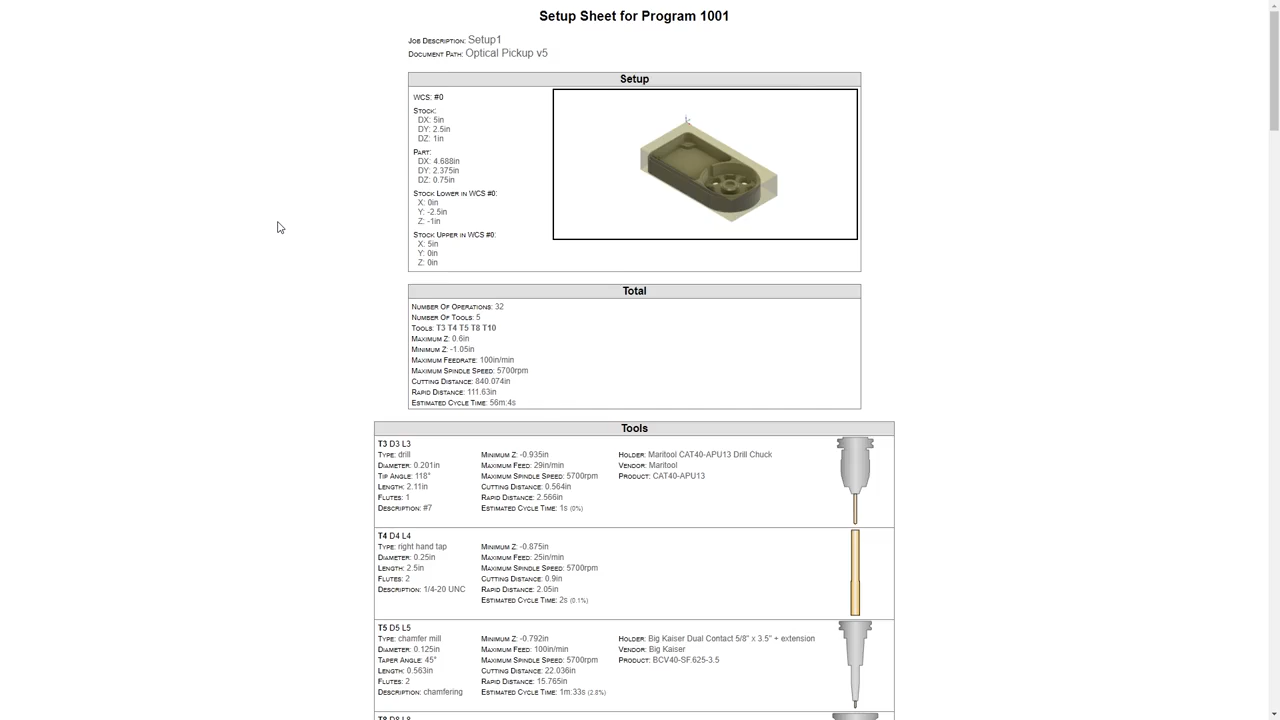 Setup Sheet for Program 1001
Job Description: Setup1
Document Path: Optical Pickup v5
Setup
WCS: #0
Stock:
DX: 5in
DY: 2.5in
DZ: 1in
Part:
DX: 4.688in
DY: 2.375in
DZ: 0.75in
Stock Lower in WCS #0:
X: 0in
Y: -2.5in
Z: -1in
Stock Upper in WCS #0:
X: 5in
Y: 0in
Z: 0in
Total
Number Of Operations: 32
Number Of Tools: 5
Tools: T3 T4 T5 T8 T10
Maximum Z: 0.6in
Minimum Z: -1.05in
Maximum Feedrate: 100in/min
Maximum Spindle Speed: 5700rpm
Cutting Distance: 840.074in
Rapid Distance: 111.63in
Estimated Cycle Time: 56m:4s
Tools
T3 D3 L3
Type: drill
Diameter: 0.201in
Tip Angle: 118°
Length: 2.11in
Flutes: 1
Description: #7
Minimum Z: -0.935in
Maximum Feed: 29in/min
Maximum Spindle Speed: 5700rpm
Cutting Distance: 0.564in
Rapid Distance: 2.566in
Estimated Cycle Time: 1s (0%)
Holder: Maritool CAT40-APU13 Drill Chuck
Vendor: Maritool
Product: CAT40-APU13
T4 D4 L4
Type: right hand tap
Diameter: 0.25in
Length: 2.5in
Flutes: 2
Description: 1/4-20 UNC
Minimum Z: -0.875in
Maximum Feed: 25in/min
Maximum Spindle Speed: 5700rpm
Cutting Distance: 0.9in
Rapid Distance: 2.05in
Estimated Cycle Time: 2s (0.1%)
T5 D5 L5
Type: chamfer mill
Diameter: 0.125in
Taper Angle: 45°
Length: 0.563in
Flutes: 2
Description: chamfering
Minimum Z: -0.792in
Maximum Feed: 100in/min
Maximum Spindle Speed: 5700rpm
Cutting Distance: 22.036in
Rapid Distance: 15.765in
Estimated Cycle Time: 1m:33s (2.8%)
Holder: Big Kaiser Dual Contact 5/8" x 3.5" + extension
Vendor: Big Kaiser
Product: BCV40-SF.625-3.5
T8 D8 L8